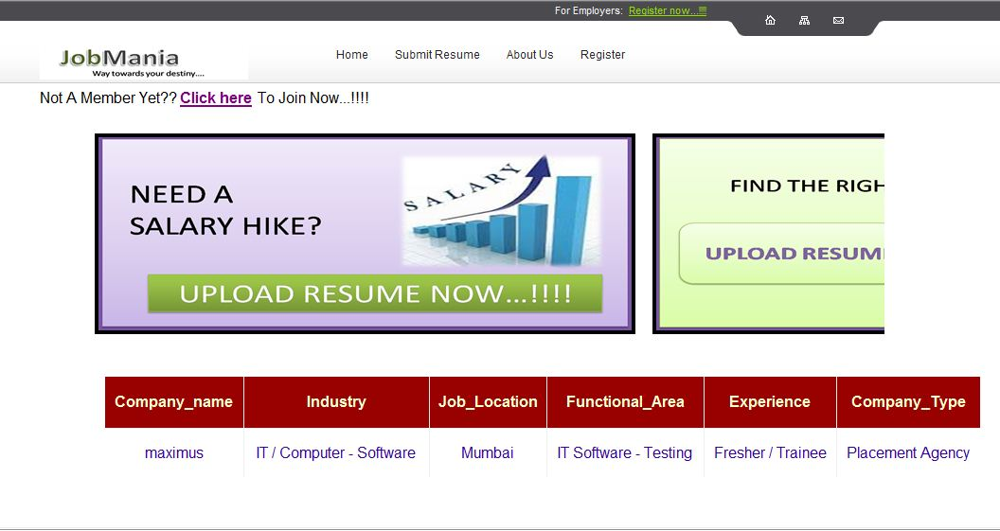 For Employers: Register now...!!!!
JobMania
Way towards your destiny....
Home Submit Resume About Us Register
Not A Member Yet?? Click here To Join Now...!!!!
NEED A
SALARY HIKE?
SALARY
UPLOAD RESUME NOW...!!!!
FIND THE RIGH
UPLOAD RESUM
Company_name Industry Job_Location Functional_Area Experience Company_Type
maximus IT / Computer - Software Mumbai IT Software - Testing Fresher / Trainee Placement Agency